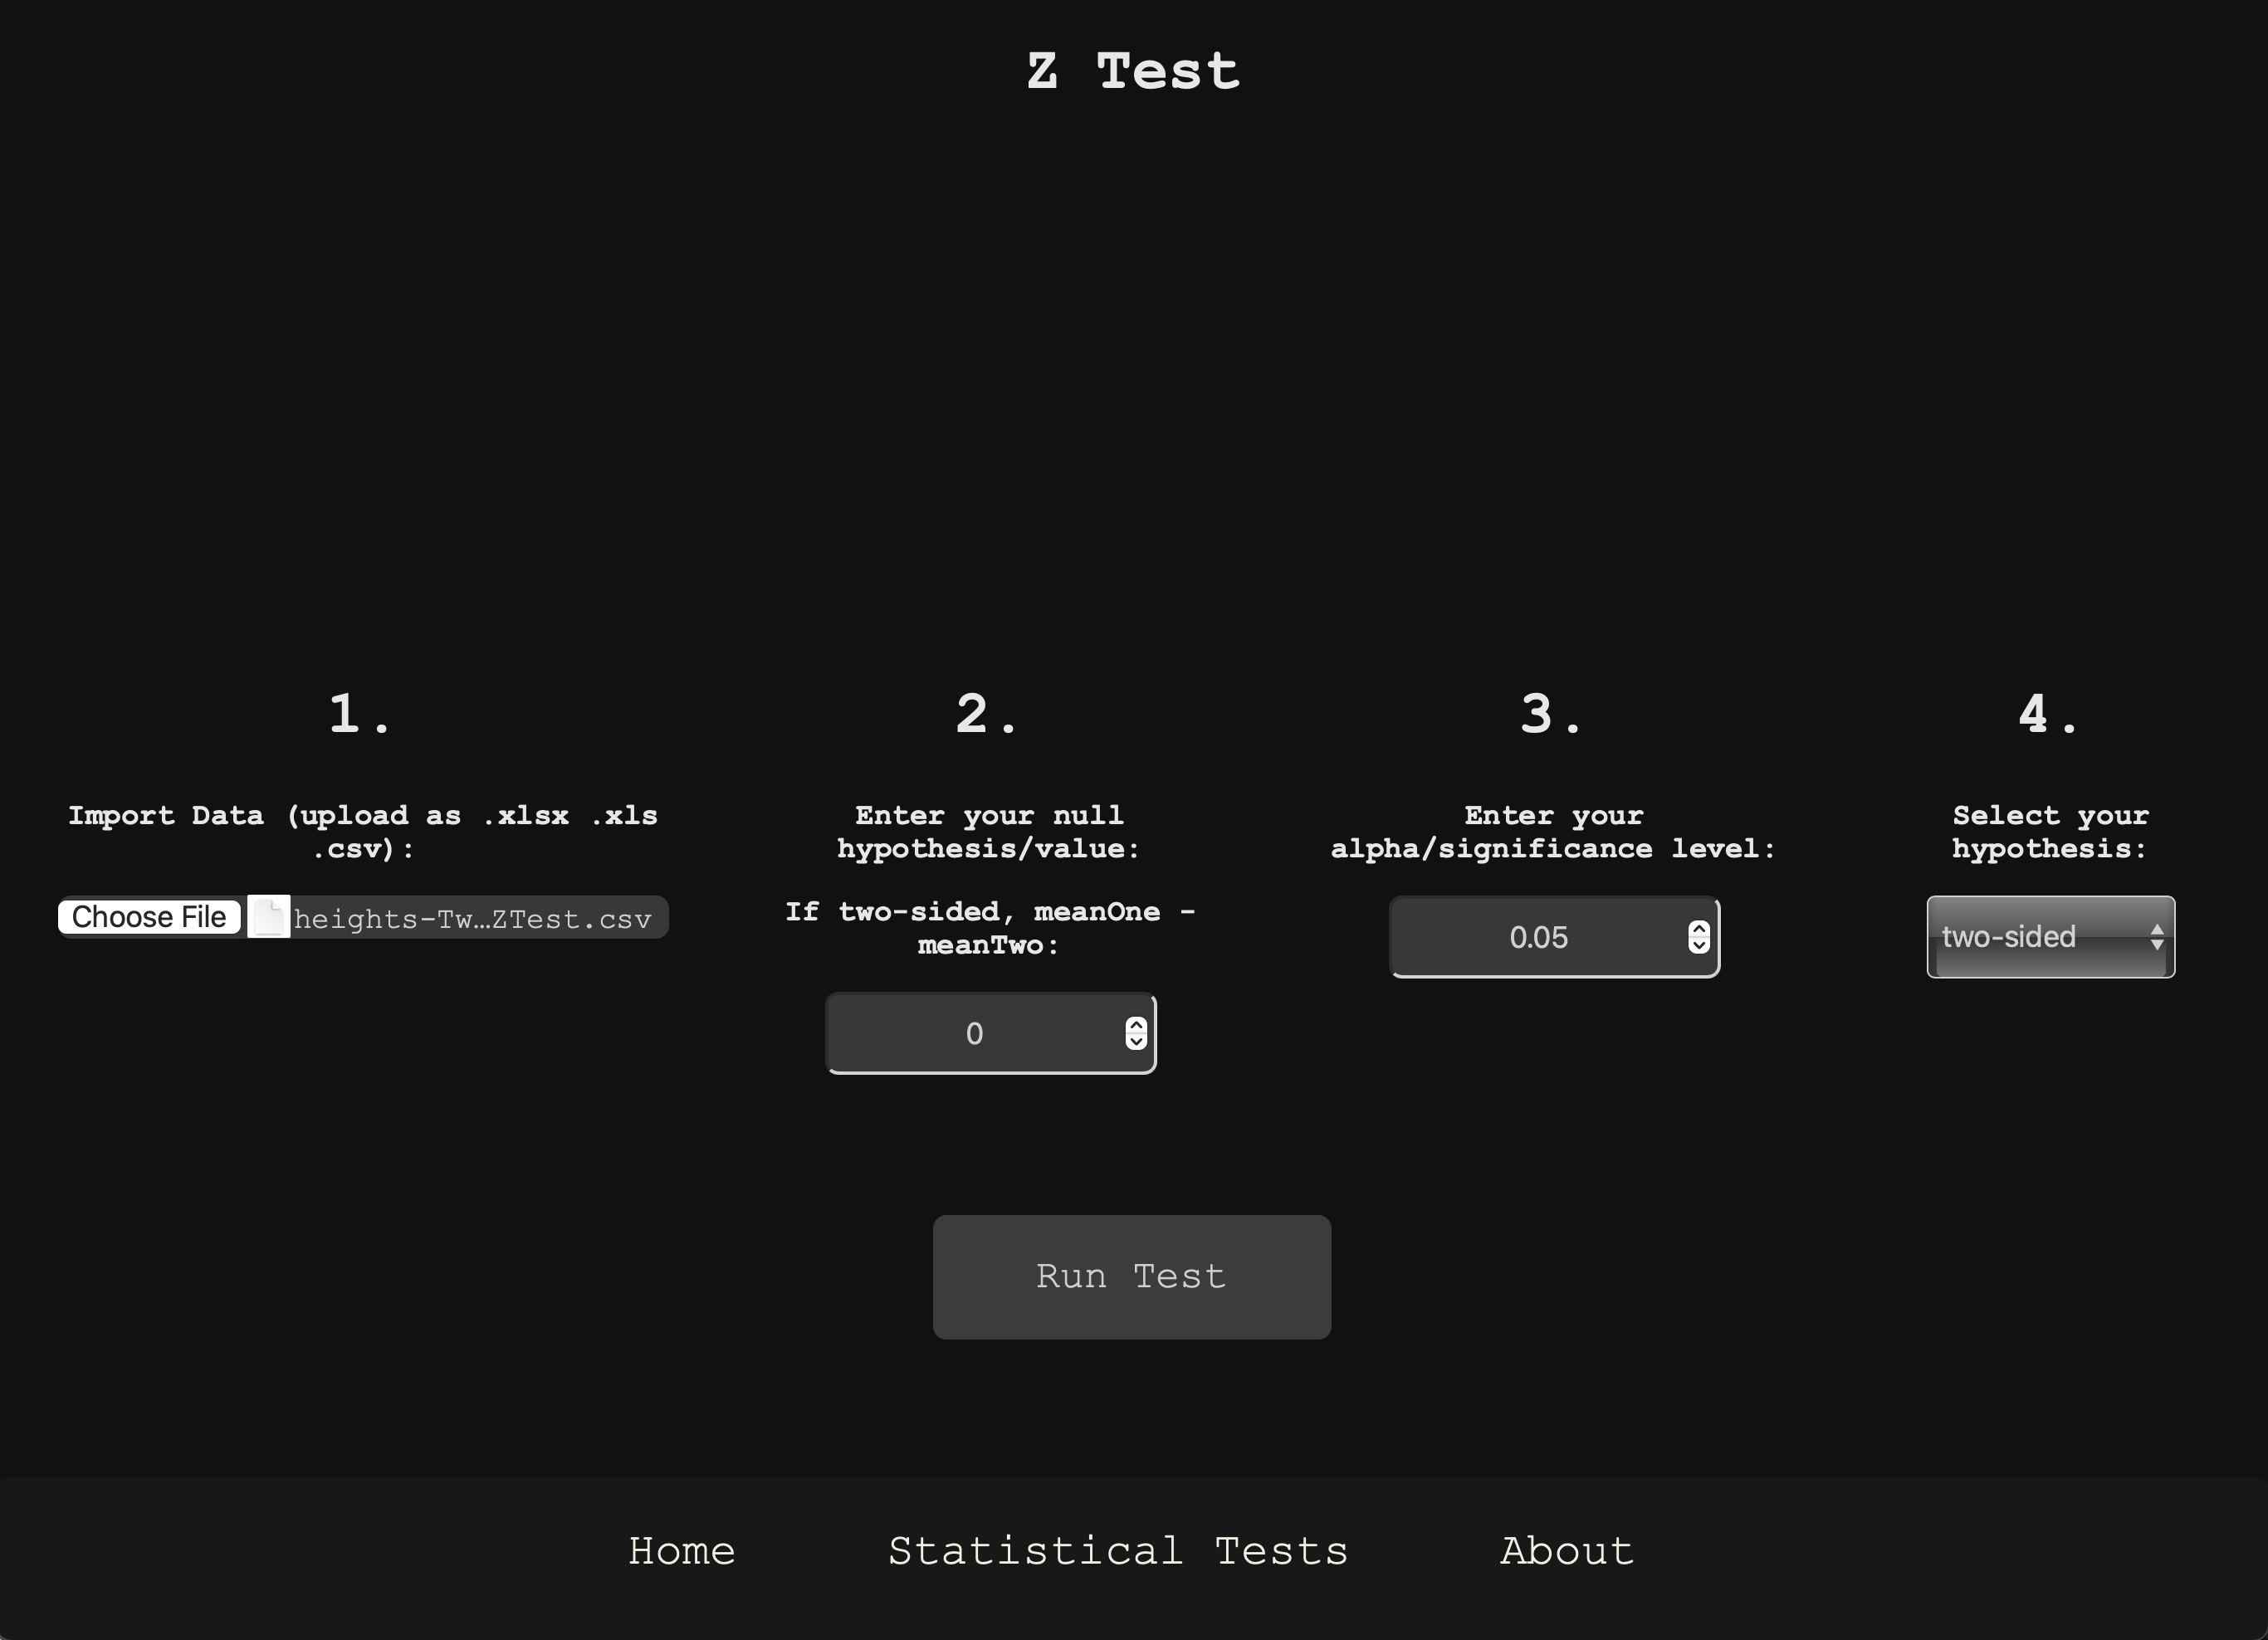 Z Test
1.
Import Data (upload as .xlsx .xls
.csv):
Choose File heights-Tw…ZTest.csv
2.
Enter your null
hypothesis/value:
If two-sided, meanOne -
meanTwo:
0
3.
Enter your
alpha/significance level:
0.05
4.
Select your
hypothesis:
two-sided
Run Test
Home Statistical Tests About